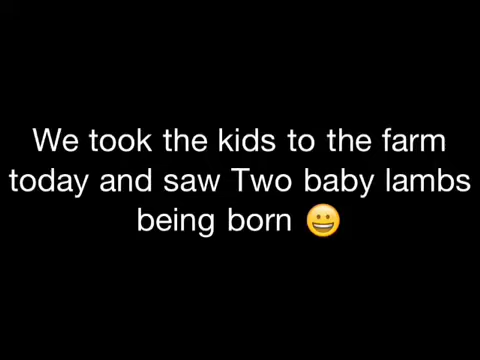 We took the kids to the farm
today and saw Two baby lambs
being born 😀